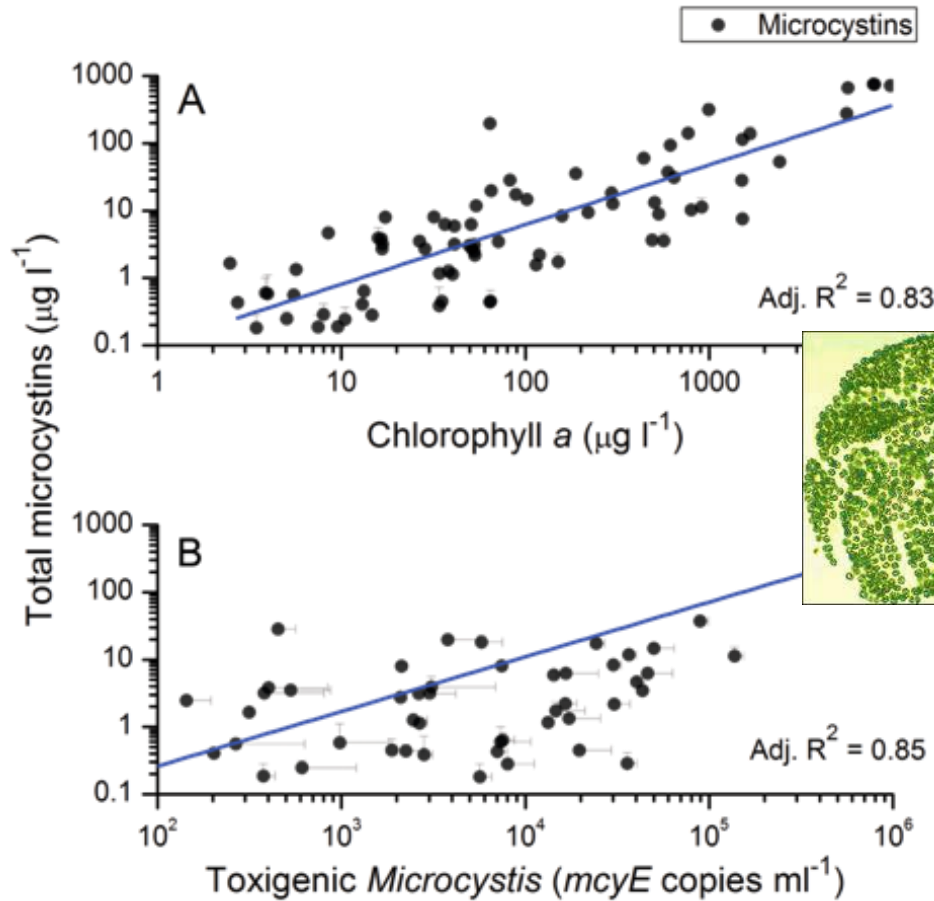 Microcystins
A
1000
100
10
1
0.1
Adj. R² = 0.83
1 10 100 1000
Chlorophyll a (μg l⁻¹)
Total microcystins (μg l⁻¹)
B
1000
100
10
1
0.1
Adj. R² = 0.85
10² 10³ 10⁴ 10⁵ 10⁶
Toxigenic Microcystis (mcyE copies ml⁻¹)